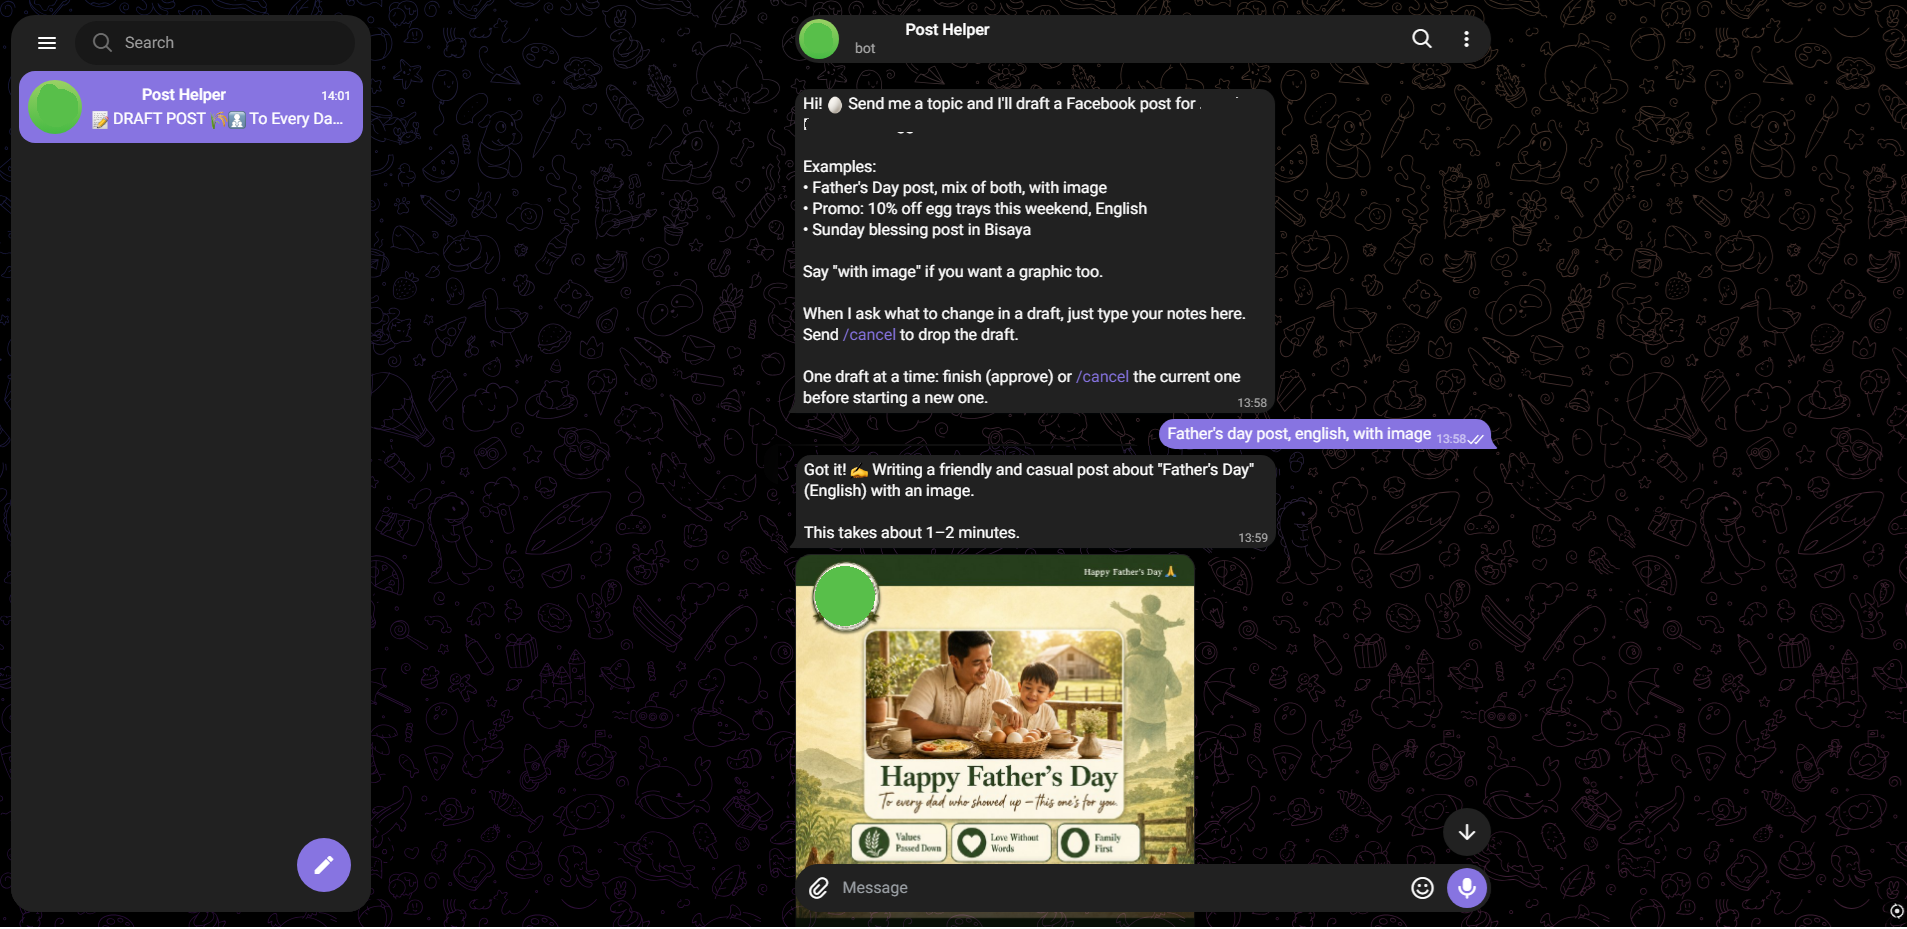 Search
Post Helper
14:01
📝 DRAFT POST 🌾👨‍👦 To Every Da...
Post Helper
bot
Hi! 🥚 Send me a topic and I'll draft a Facebook post for
Examples:
• Father's Day post, mix of both, with image
• Promo: 10% off egg trays this weekend, English
• Sunday blessing post in Bisaya
Say "with image" if you want a graphic too.
When I ask what to change in a draft, just type your notes here.
Send /cancel to drop the draft.
One draft at a time: finish (approve) or /cancel the current one
before starting a new one.
13:58
Father's day post, english, with image 13:58
Got it! ✍️ Writing a friendly and casual post about "Father's Day"
(English) with an image.
This takes about 1–2 minutes.
13:59
Happy Father's Day 🙏
Happy Father's Day
To every dad who showed up – this one's for you.
Values
Passed Down
Love Without
Words
Family
First
Message